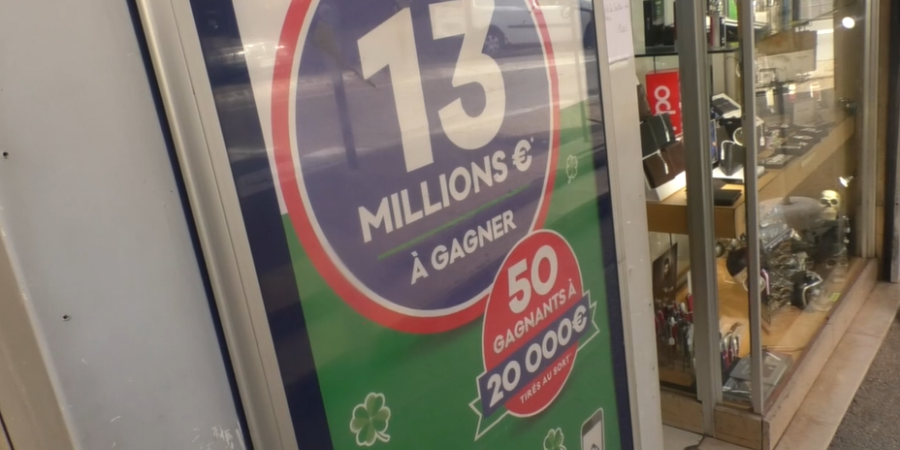 13
MILLIONS €*
À GAGNER
50
GAGNANTS À
20 000€
TIRÉS AU SORT*